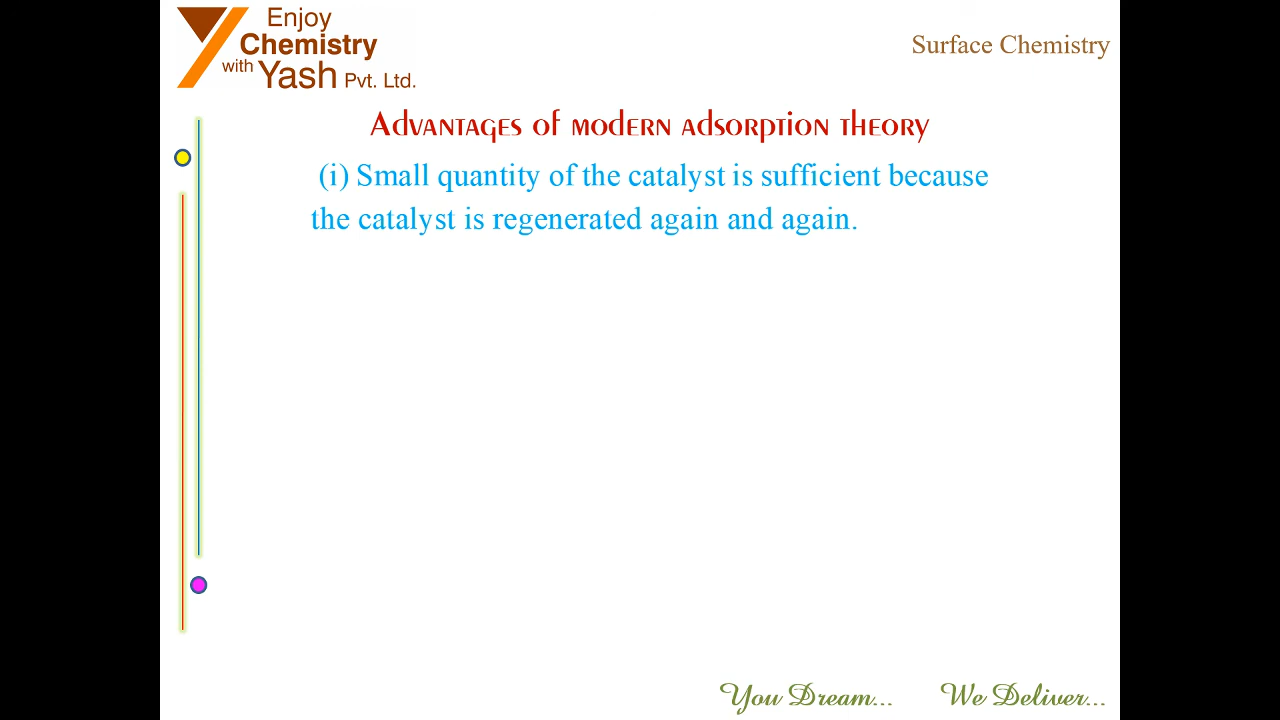 Enjoy
Chemistry
with Yash Pvt. Ltd.
Surface Chemistry
Advantages of modern adsorption theory
(i) Small quantity of the catalyst is sufficient because
the catalyst is regenerated again and again.
You Dream... We Deliver...